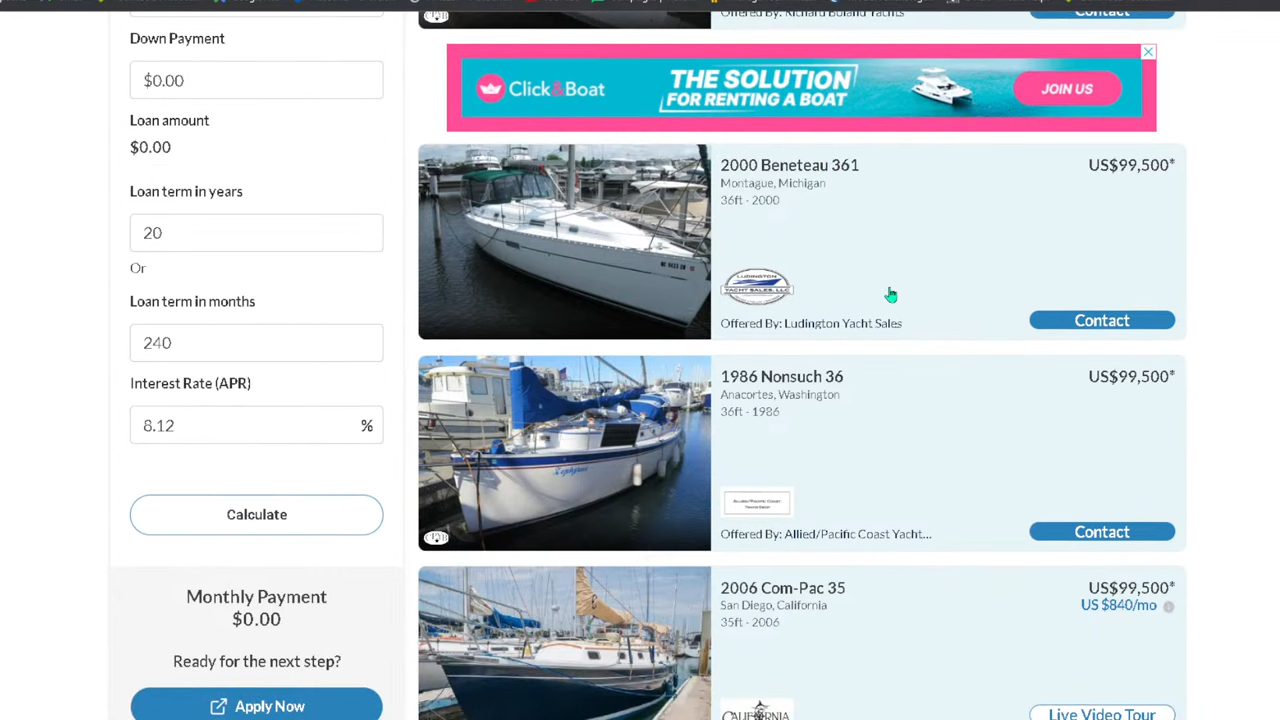 Down Payment
$0.00
Loan amount
$0.00
Loan term in years
20
Or
Loan term in months
240
Interest Rate (APR)
8.12 %
Calculate
Monthly Payment
$0.00
Ready for the next step?
Apply Now
Contact
Click&Boat
THE SOLUTION
FOR RENTING A BOAT
JOIN US
2000 Beneteau 361
US$99,500*
Montague, Michigan
36ft - 2000
LUDINGTON
YACHT SALES, LLC
Offered By: Ludington Yacht Sales
Contact
1986 Nonsuch 36
US$99,500*
Anacortes, Washington
36ft - 1986
Offered By: Allied/Pacific Coast Yacht...
Contact
2006 Com-Pac 35
US$99,500*
San Diego, California
US $840/mo
35ft - 2006
CALIFORNIA
Live Video Tour